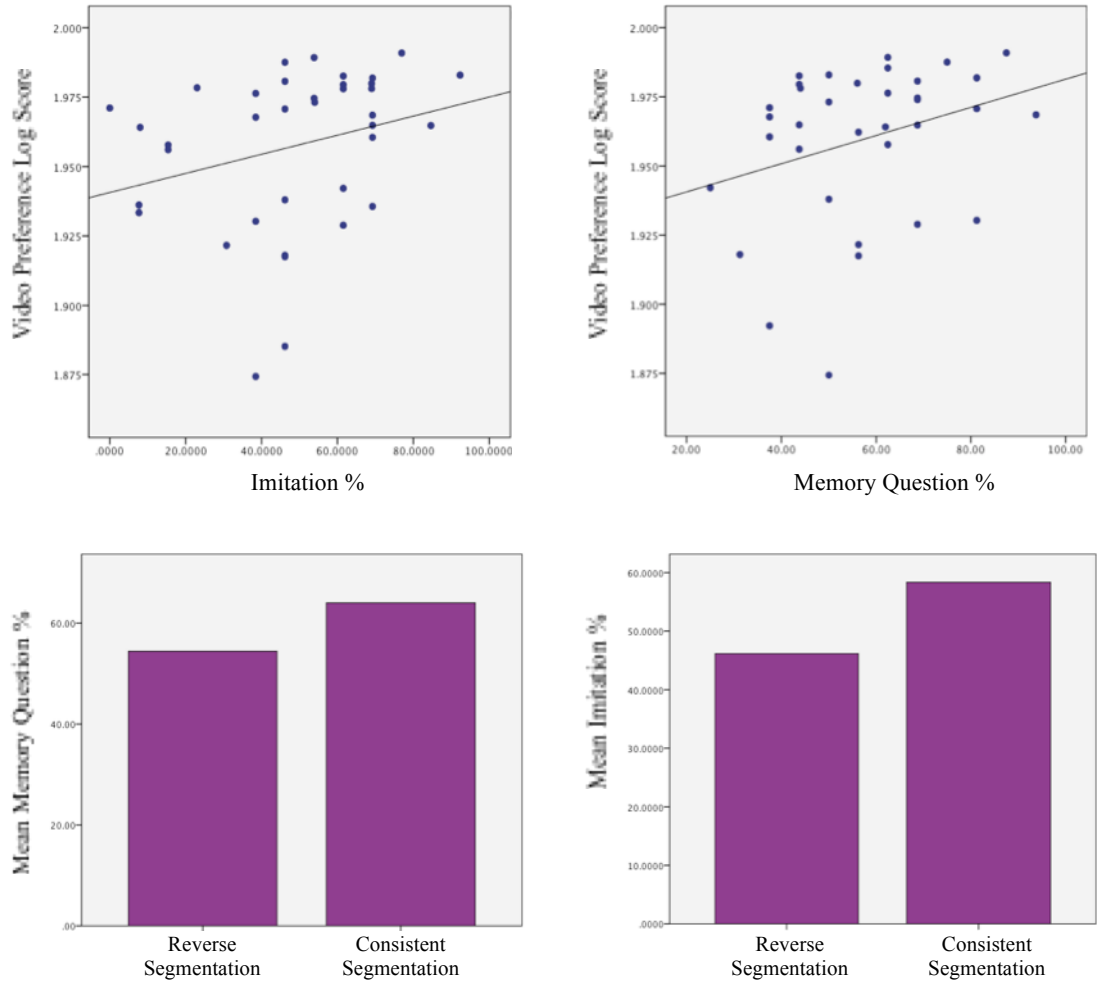 Video Preference Log Score
2.000
1.975
1.950
1.925
1.900
1.875
.0000 20.0000 40.0000 60.0000 80.0000 100.0000
Imitation %
Video Preference Log Score
2.000
1.975
1.950
1.925
1.900
1.875
20.00 40.00 60.00 80.00 100.00
Memory Question %
Mean Memory Question %
60.00
40.00
20.00
.00
Reverse
Segmentation
Consistent
Segmentation
Mean Imitation %
60.0000
50.0000
40.0000
30.0000
20.0000
10.0000
.0000
Reverse
Segmentation
Consistent
Segmentation